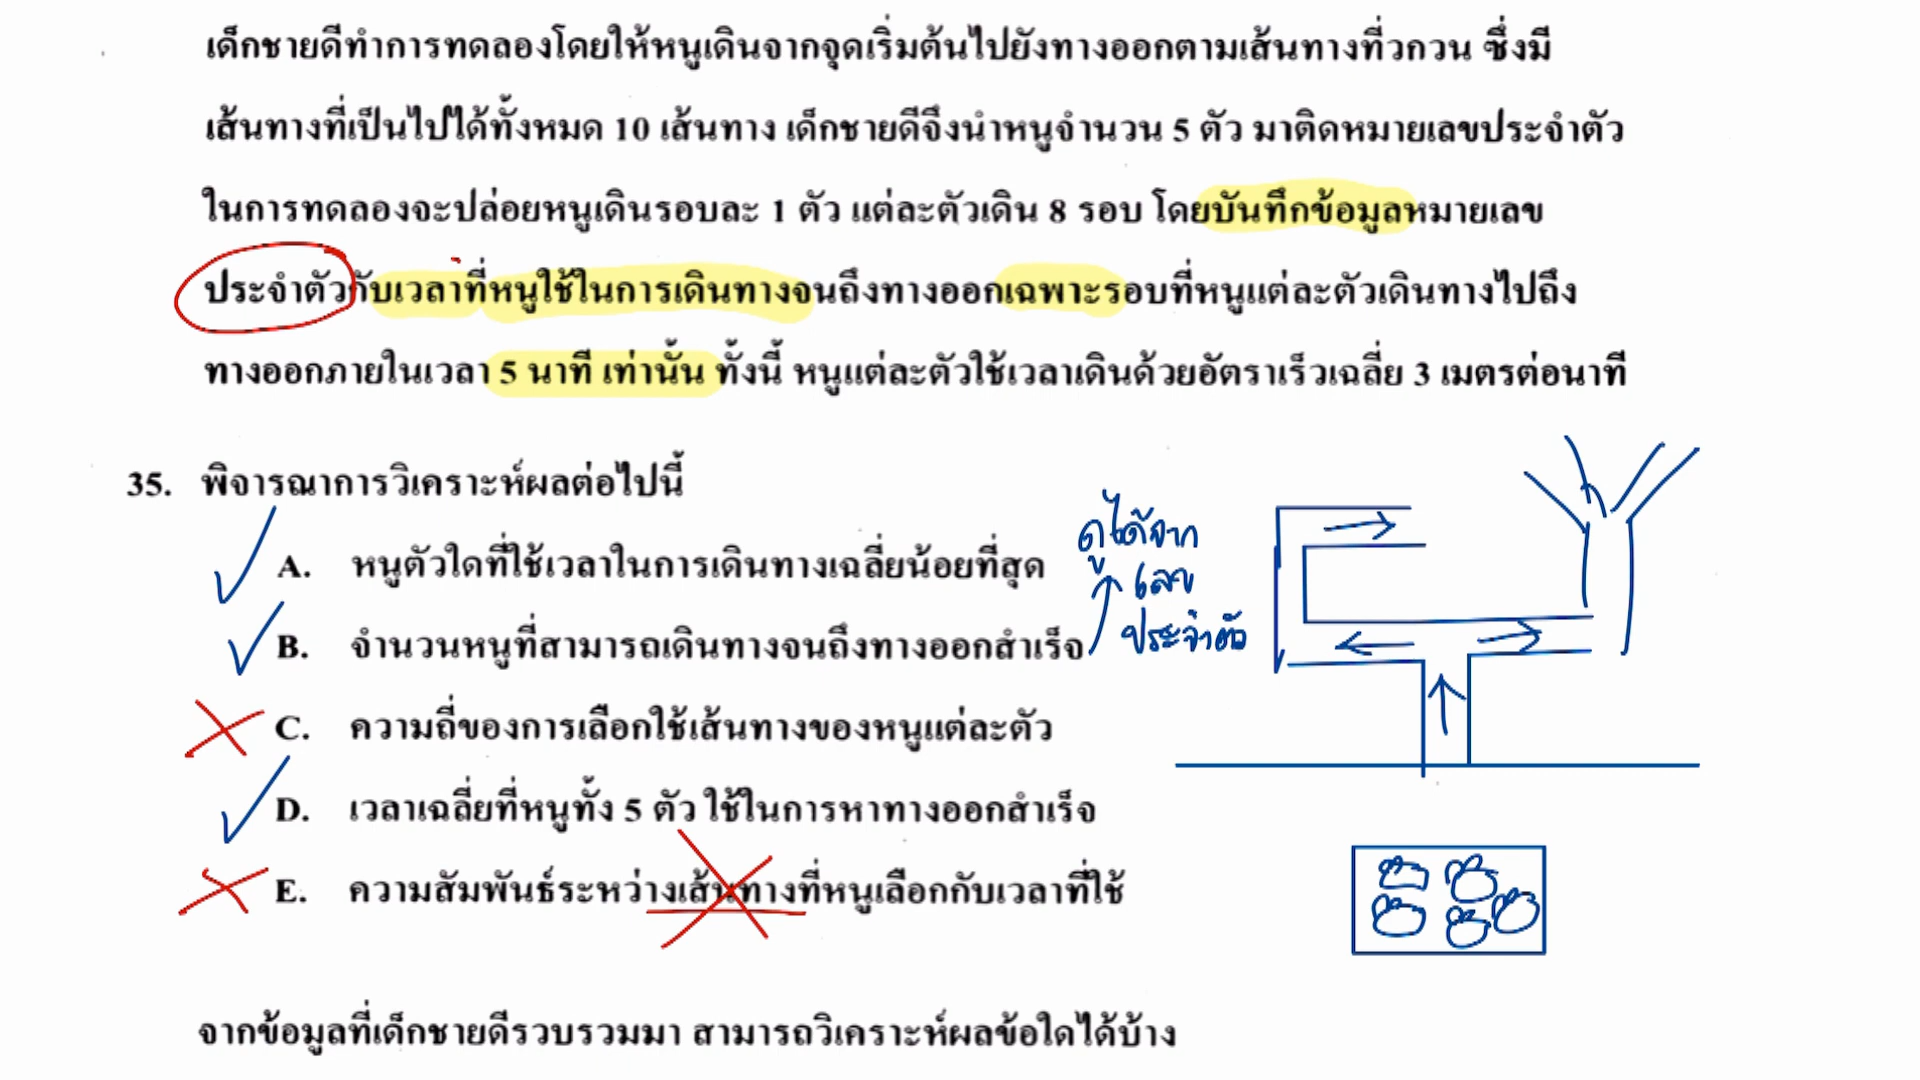 เด็กชายดีทำการทดลองโดยให้หนูเดินจากจุดเริ่มต้นไปยังทางออกตามเส้นทางที่วกวน ซึ่งมี
เส้นทางที่เป็นไปได้ทั้งหมด 10 เส้นทาง เด็กชายดีจึงนำหนูจำนวน 5 ตัว มาติดหมายเลขประจำตัว
ในการทดลองจะปล่อยหนูเดินรอบละ 1 ตัว แต่ละตัวเดิน 8 รอบ โดยบันทึกข้อมูลหมายเลข
ประจำตัวกับเวลาที่หนูใช้ในการเดินทางจนถึงทางออกเฉพาะรอบที่หนูแต่ละตัวเดินทางไปถึง
ทางออกภายในเวลา 5 นาที เท่านั้น ทั้งนี้ หนูแต่ละตัวใช้เวลาเดินด้วยอัตราเร็วเฉลี่ย 3 เมตรต่อนาที
35. พิจารณาการวิเคราะห์ผลต่อไปนี้
A. หนูตัวใดที่ใช้เวลาในการเดินทางเฉลี่ยน้อยที่สุด
B. จำนวนหนูที่สามารถเดินทางจนถึงทางออกสำเร็จ
ดูได้จาก
เลข
ประจำตัว
C. ความถี่ของการเลือกใช้เส้นทางของหนูแต่ละตัว
D. เวลาเฉลี่ยที่หนูทั้ง 5 ตัว ใช้ในการหาทางออกสำเร็จ
E. ความสัมพันธ์ระหว่างเส้นทางที่หนูเลือกกับเวลาที่ใช้
จากข้อมูลที่เด็กชายดีรวบรวมมา สามารถวิเคราะห์ผลข้อใดได้บ้าง